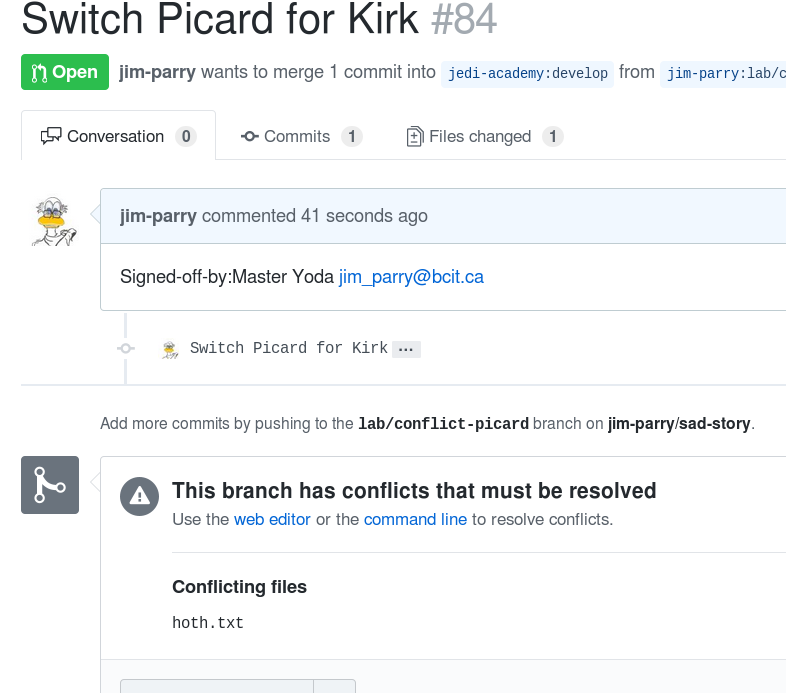 Switch Picard for Kirk #84
Open jim-parry wants to merge 1 commit into jedi-academy:develop from jim-parry:lab/c
Conversation 0 Commits 1 Files changed 1
jim-parry commented 41 seconds ago
Signed-off-by:Master Yoda jim_parry@bcit.ca
Switch Picard for Kirk ...
Add more commits by pushing to the lab/conflict-picard branch on jim-parry/sad-story.
This branch has conflicts that must be resolved
Use the web editor or the command line to resolve conflicts.
Conflicting files
hoth.txt